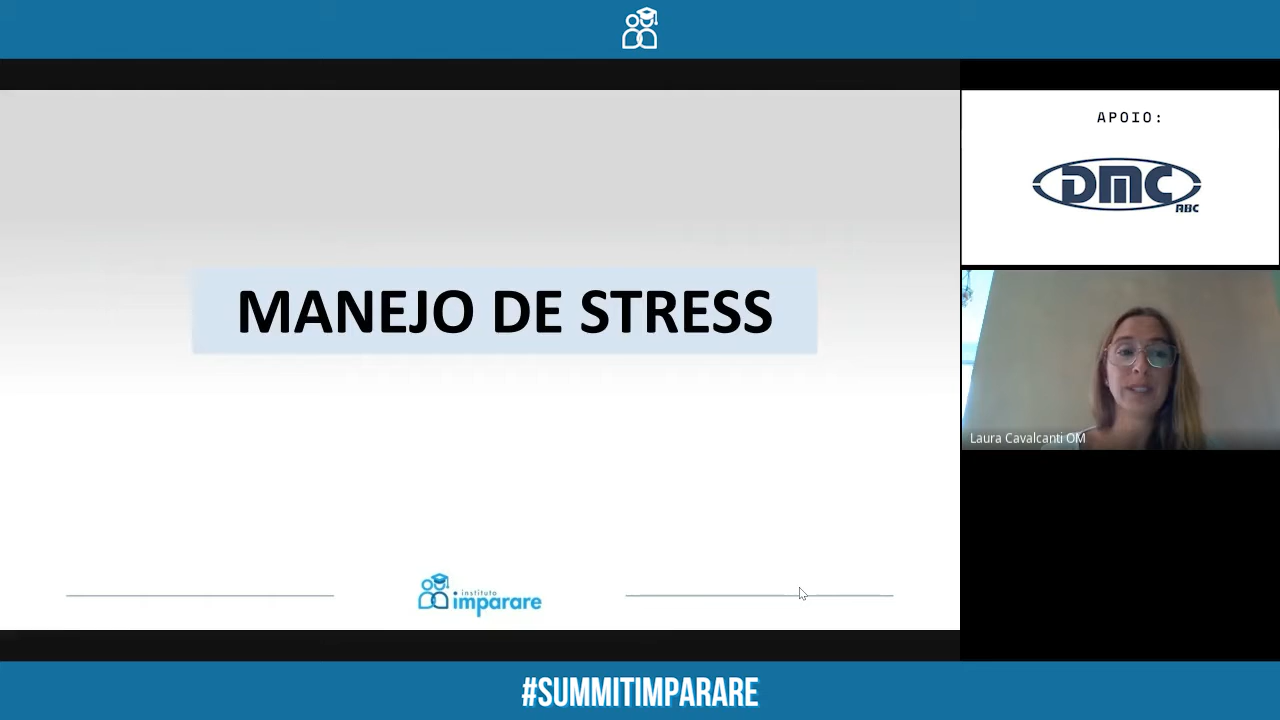 APOIO:
DMC
ABC
MANEJO DE STRESS
Laura Cavalcanti OM
instituto
imparare
#SUMMITIMPARARE